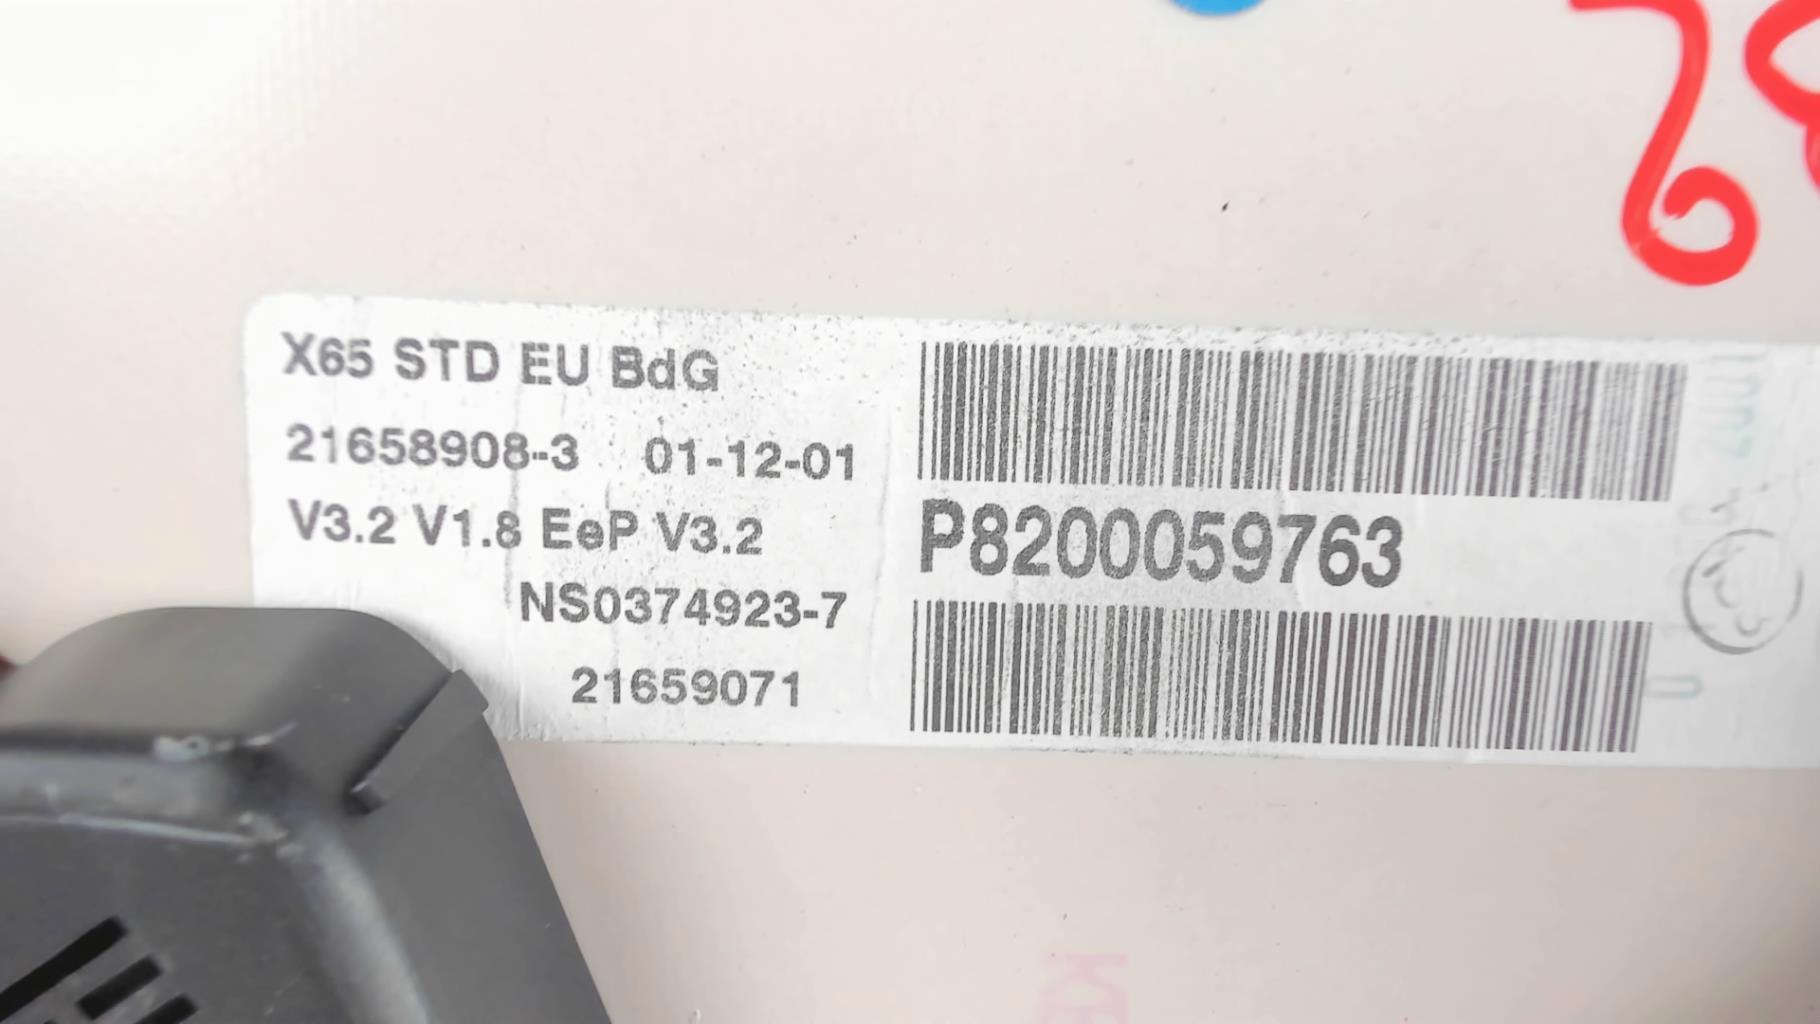 X65 STD EU BdG
21658908-3 01-12-01
V3.2 V1.8 EeP V3.2
NS0374923-7
21659071
P8200059763